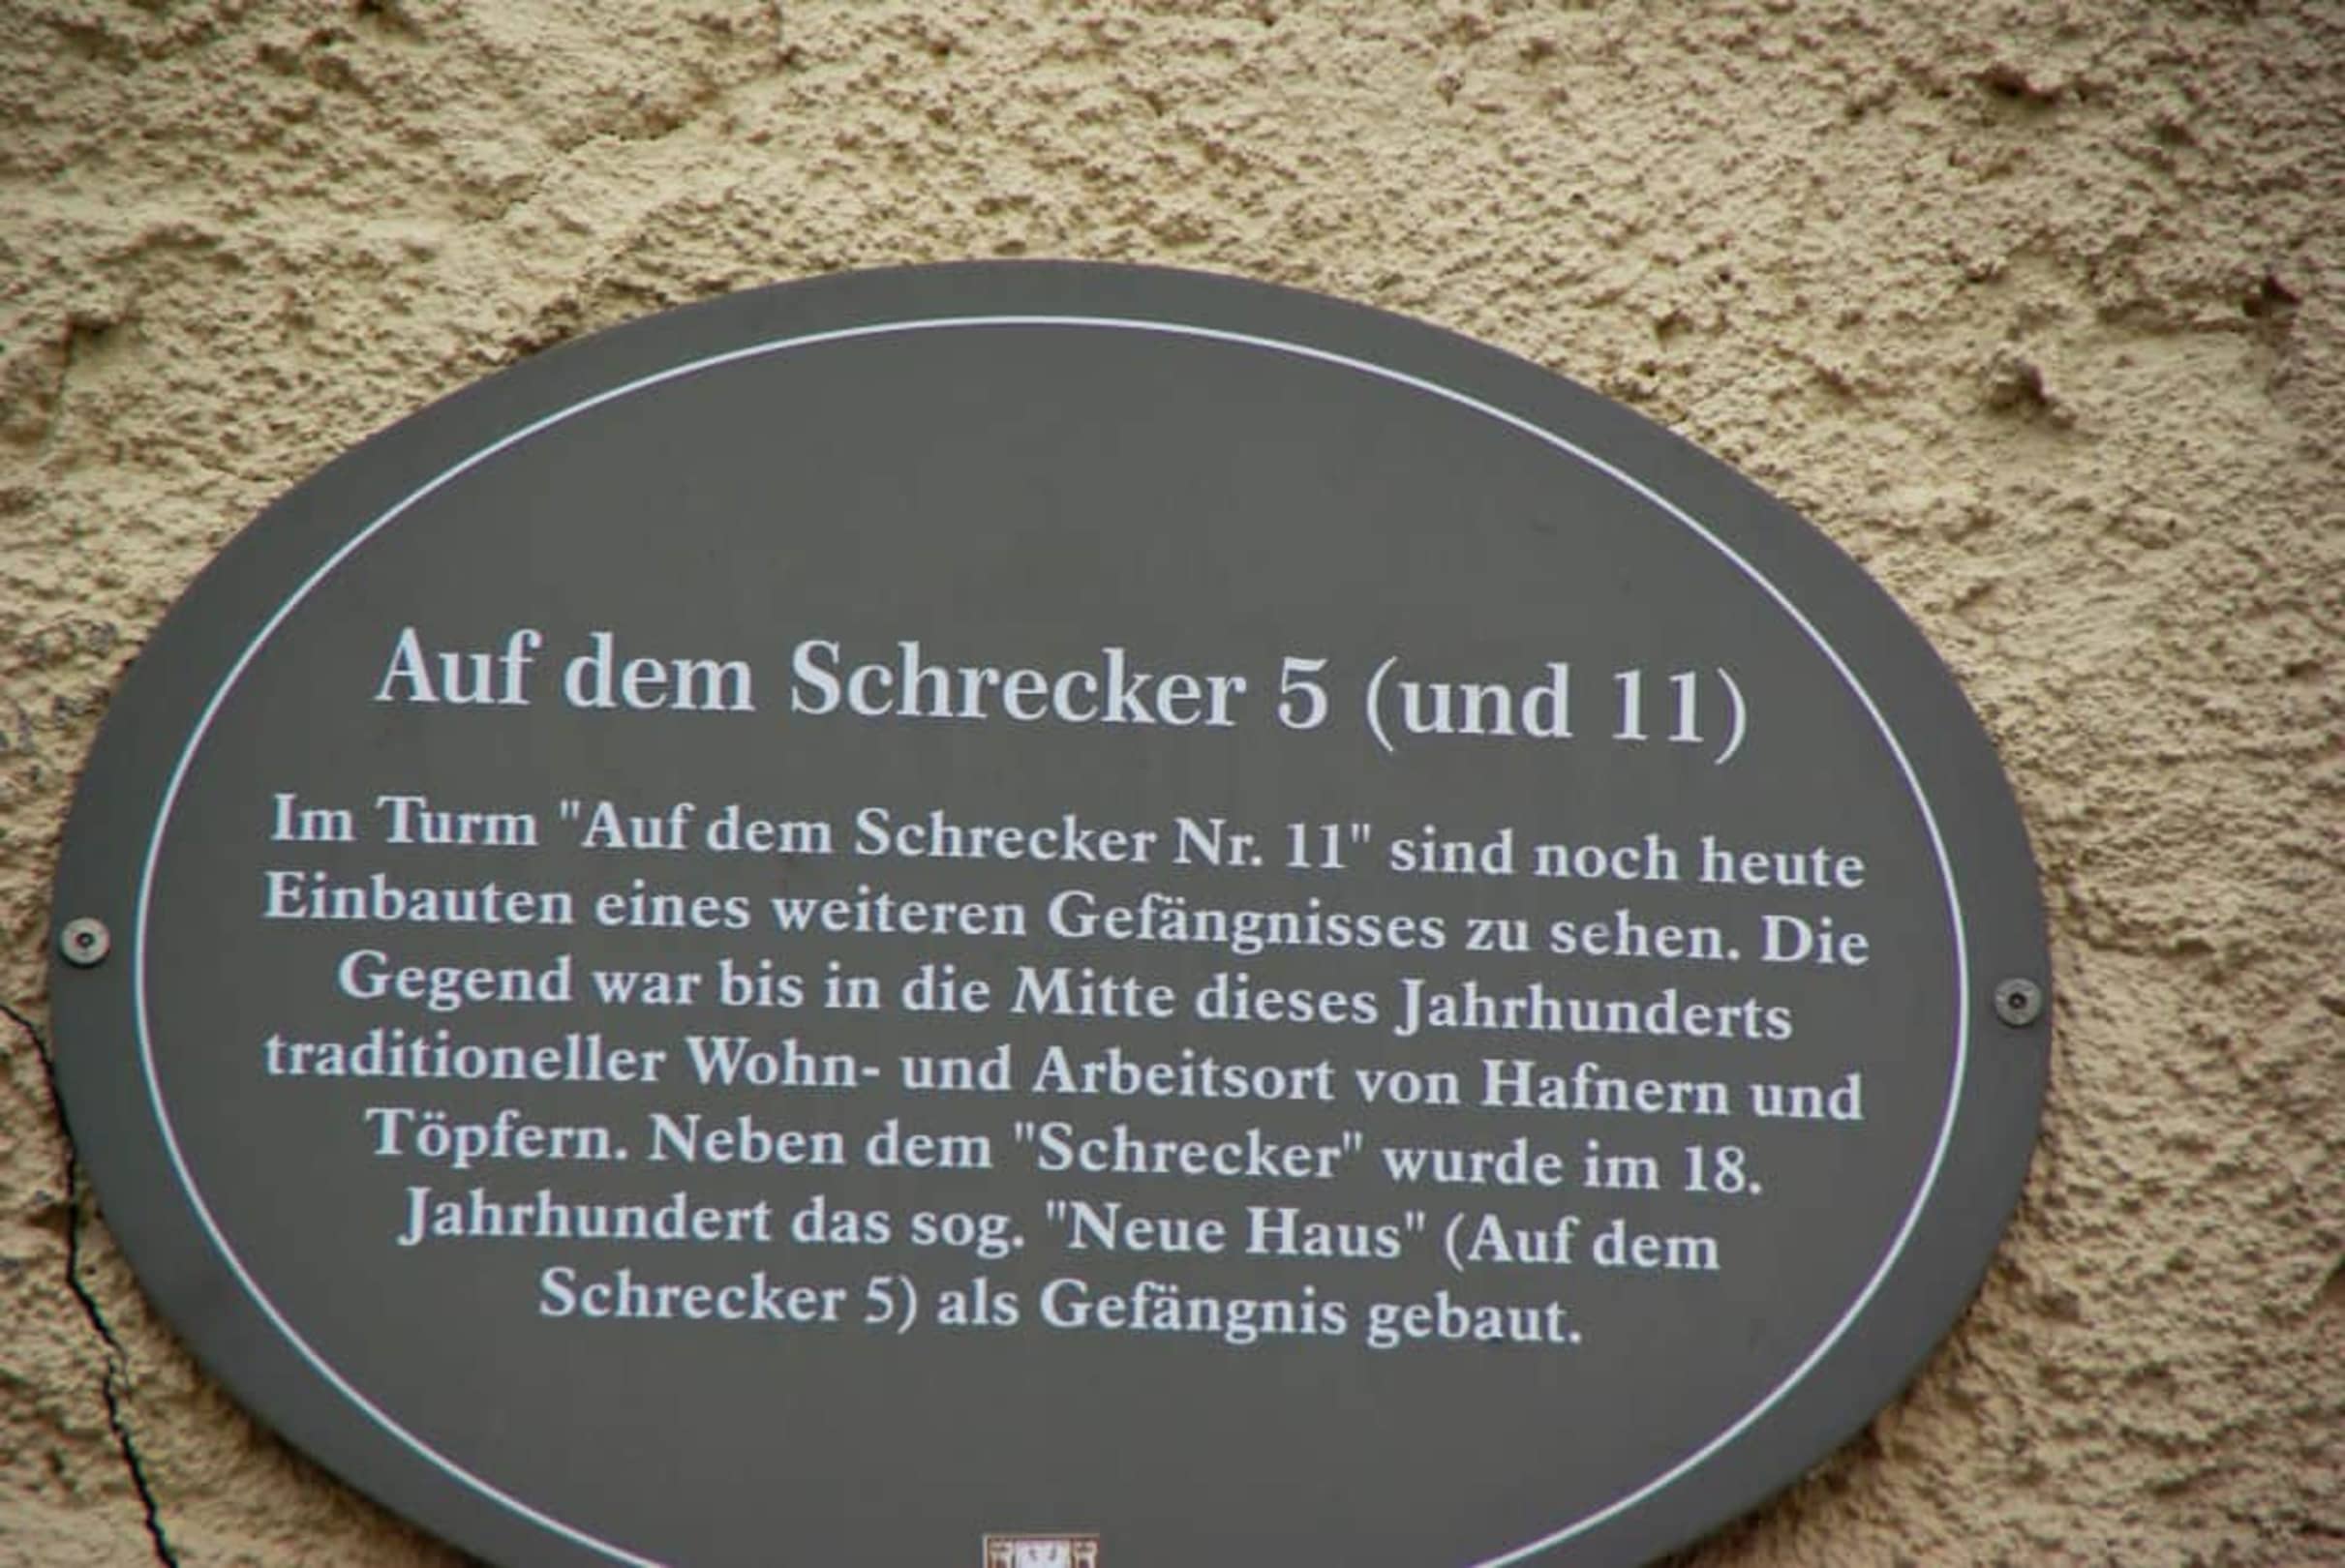 Auf dem Schrecker 5 (und 11)
Im Turm "Auf dem Schrecker Nr. 11" sind noch heute
Einbauten eines weiteren Gefängnisses zu sehen. Die
Gegend war bis in die Mitte dieses Jahrhunderts
traditioneller Wohn- und Arbeitsort von Hafnern und
Töpfern. Neben dem "Schrecker" wurde im 18.
Jahrhundert das sog. "Neue Haus" (Auf dem
Schrecker 5) als Gefängnis gebaut.